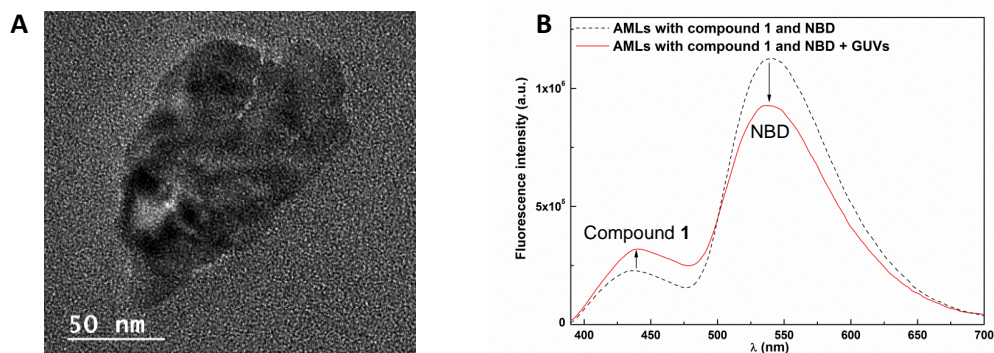 A
50 nm
B
AMLs with compound 1 and NBD
AMLs with compound 1 and NBD + GUVs
Fluorescence intensity (a.u.)
1x10⁶
5x10⁵
0
NBD
Compound 1
400 450 500 550 600 650 700
λ (nm)